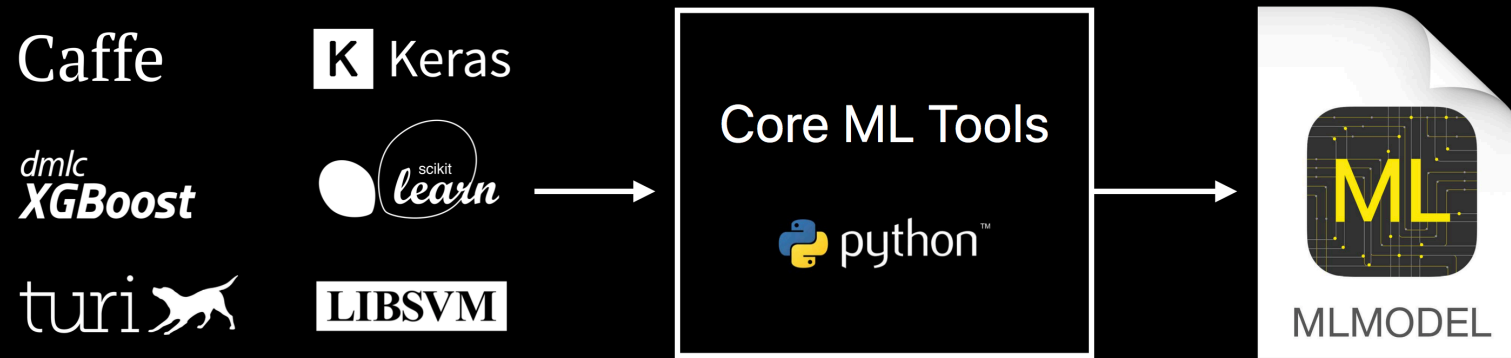 Caffe
K Keras
dmlc
XGBoost
scikit
learn
turi
LIBSVM
Core ML Tools
python™
ML
MLMODEL